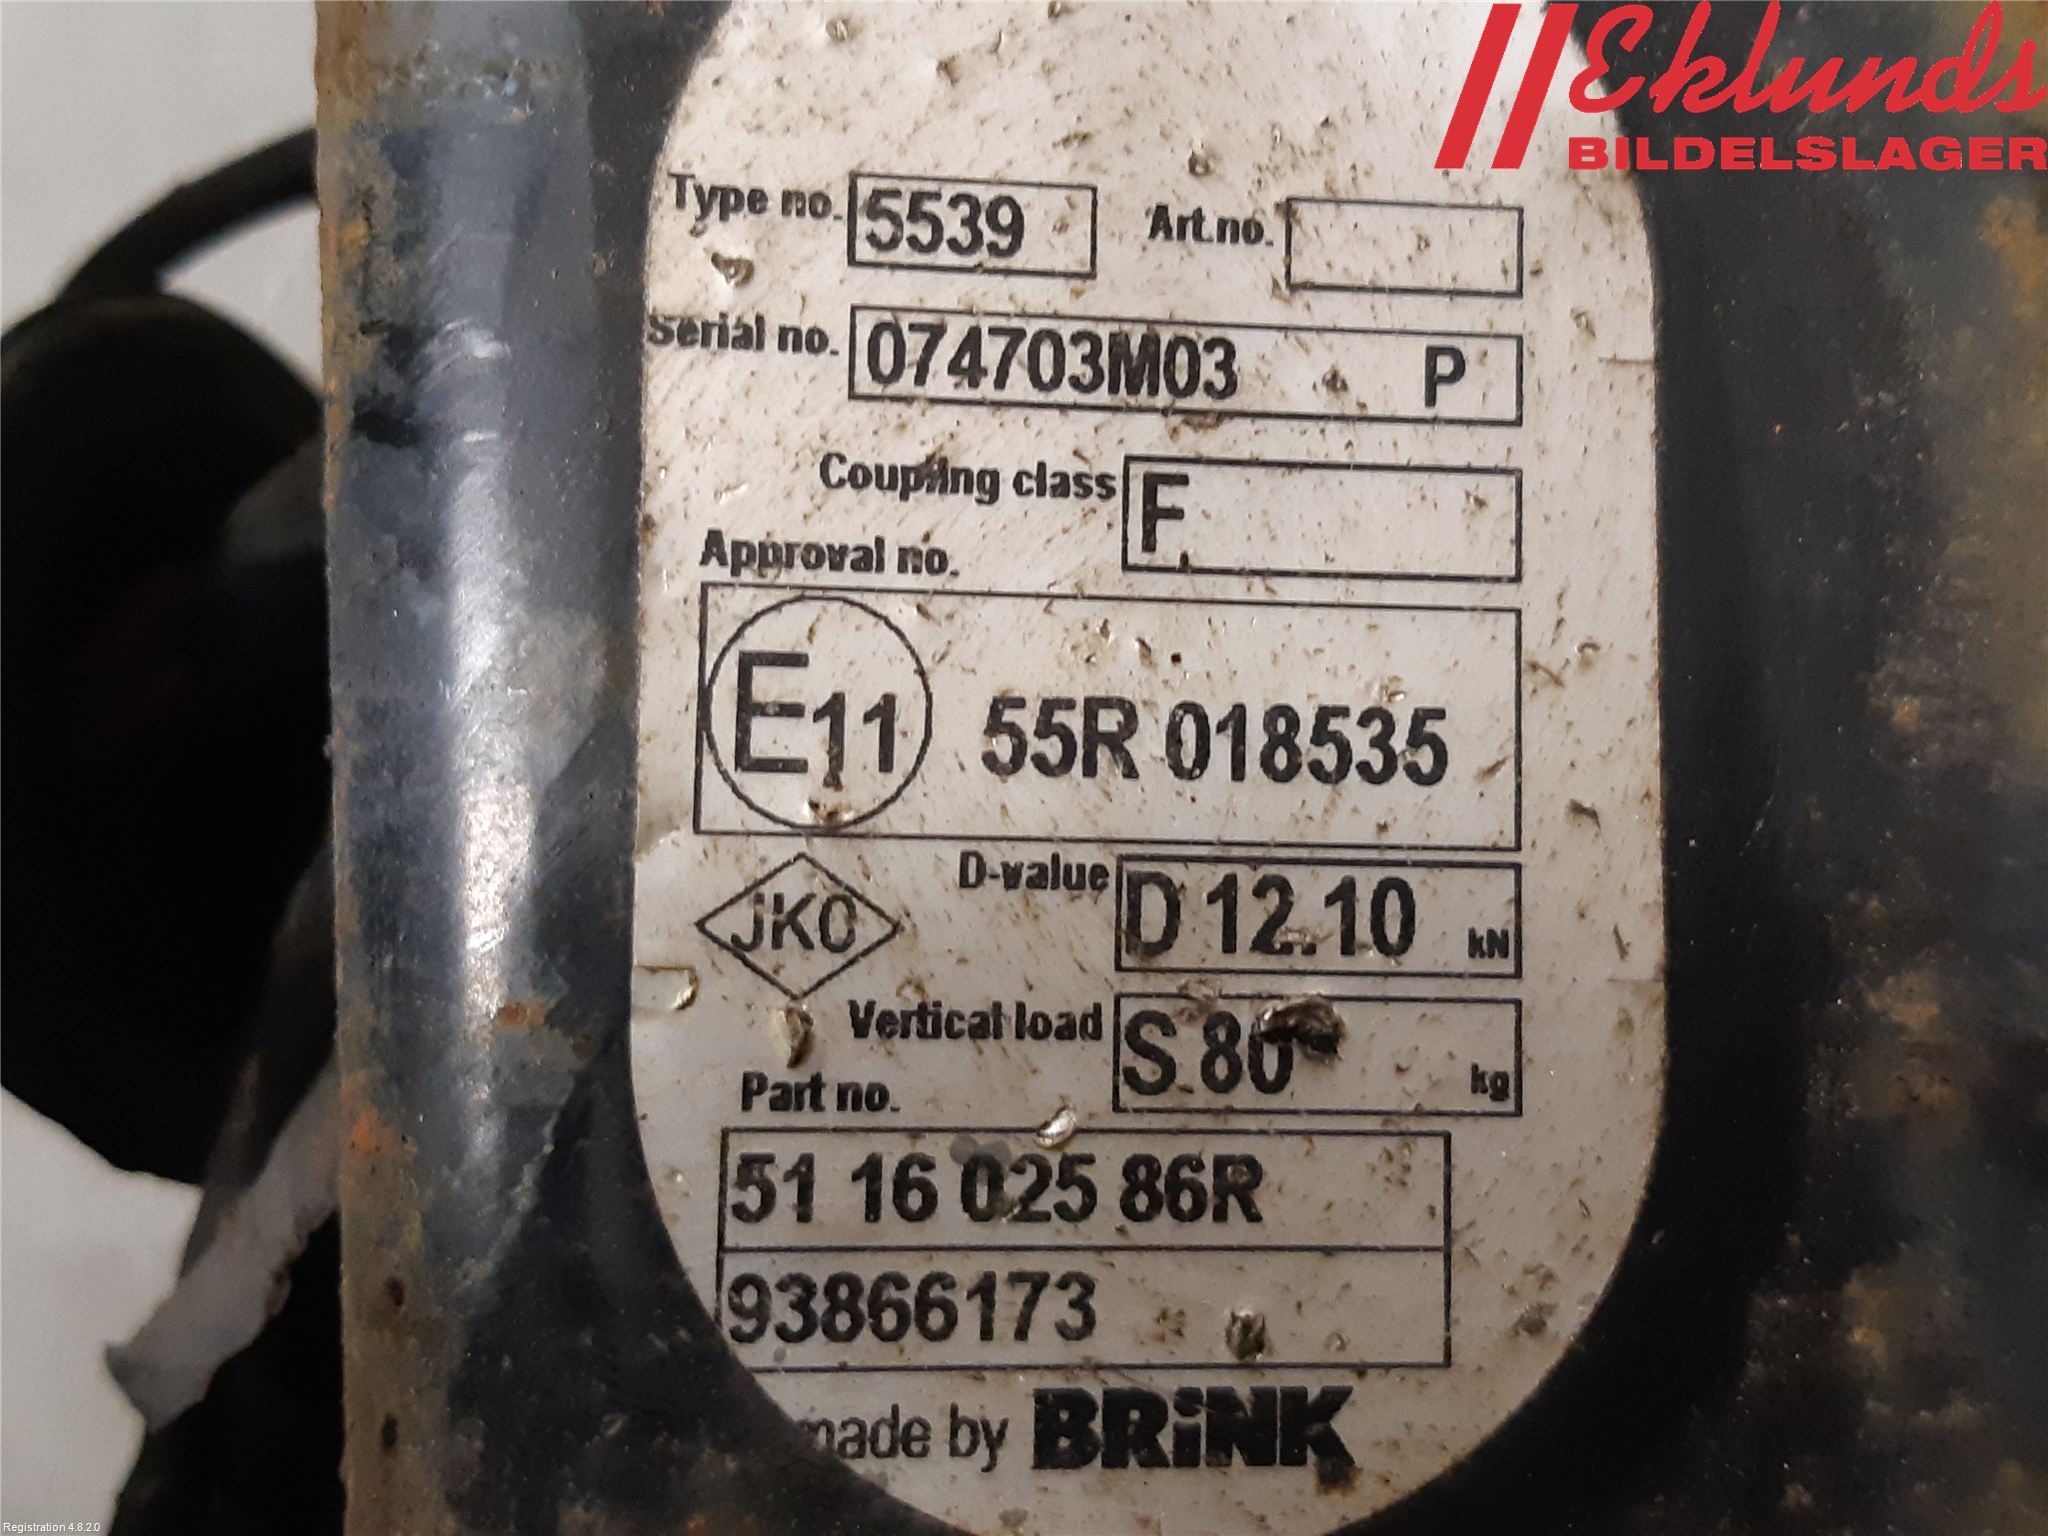 Eklunds
BILDELSLAGER
Type no. 5539 Art.no.
Serial no. 074703M03 P
Coupling class F
Approval no.
E11 55R 018535
JKO D-value D 12.10 kN
Vertical load S 80 kg
Part no.
51 16 025 86R
93866173
made by BRiNK
Registration 4.8.2.0